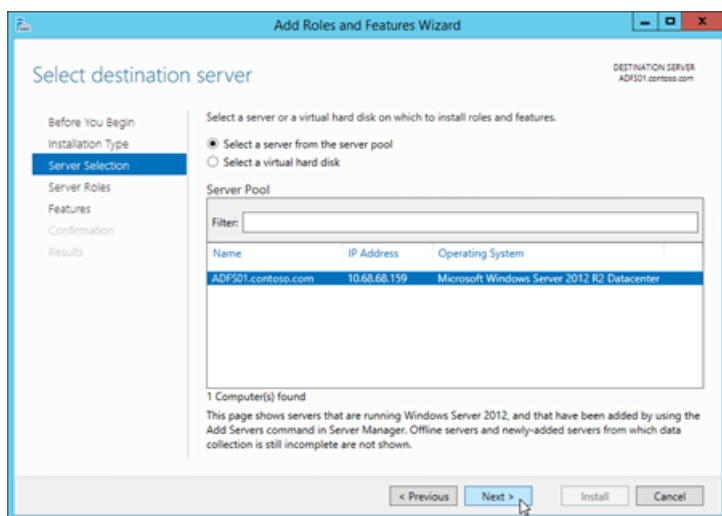 Add Roles and Features Wizard
Select destination server
DESTINATION SERVER
ADFS01.contoso.com
Before You Begin
Installation Type
Server Selection
Server Roles
Features
Confirmation
Results
Select a server or a virtual hard disk on which to install roles and features.
Select a server from the server pool
Select a virtual hard disk
Server Pool
Filter:
Name IP Address Operating System
ADFS01.contoso.com 10.68.68.159 Microsoft Windows Server 2012 R2 Datacenter
1 Computer(s) found
This page shows servers that are running Windows Server 2012, and that have been added by using the
Add Servers command in Server Manager. Offline servers and newly-added servers from which data
collection is still incomplete are not shown.
< Previous Next > Install Cancel